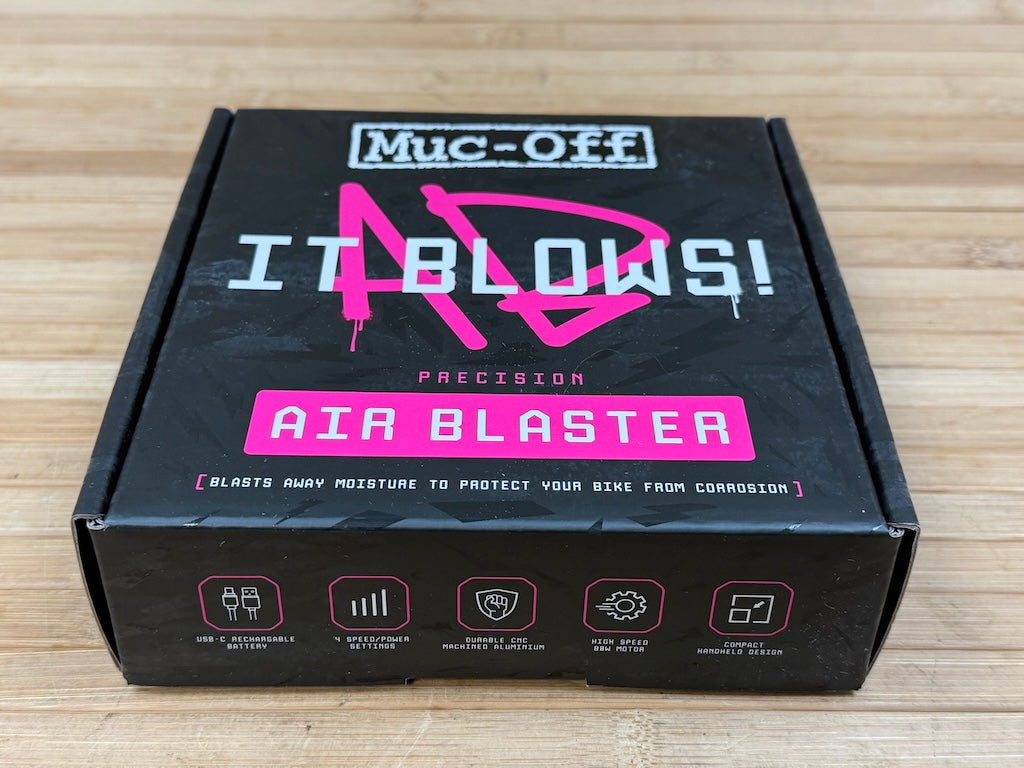 Muc-Off
AB
IT BLOWS!
PRECISION
AIR BLASTER
[BLASTS AWAY MOISTURE TO PROTECT YOUR BIKE FROM CORROSION]
USB-C RECHARGABLE
BATTERY
4 SPEED/POWER
SETTINGS
DURABLE CNC
MACHINED ALUMINIUM
HIGH SPEED
80W MOTOR
COMPACT
HANDHELD DESIGN